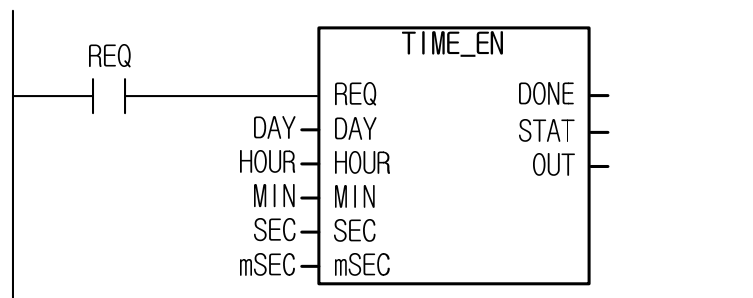 TIME_EN
REQ
REQ DONE
DAY DAY STAT
HOUR HOUR OUT
MIN MIN
SEC SEC
mSEC mSEC